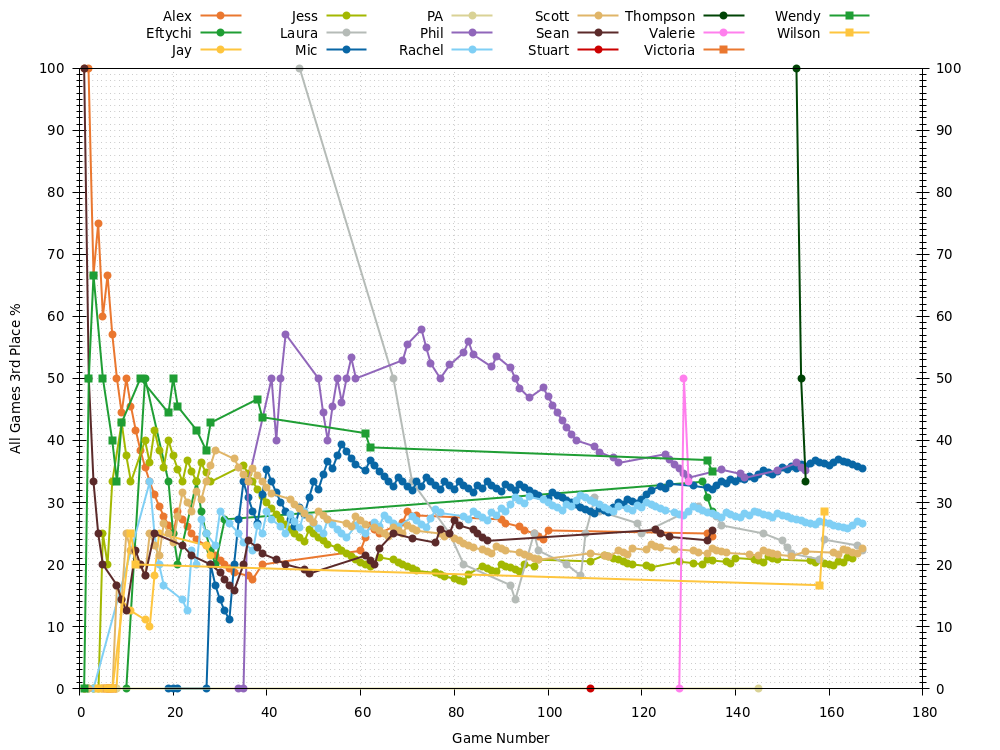 Alex Jess PA Scott Thompson Wendy
Eftychi Laura Phil Sean Valerie Wilson
Jay Mic Rachel Stuart Victoria
100 100
90 90
80 80
70 70
60 60
50 50
40 40
30 30
20 20
10 10
0 0
All Games 3rd Place %
0 20 40 60 80 100 120 140 160 180
Game Number